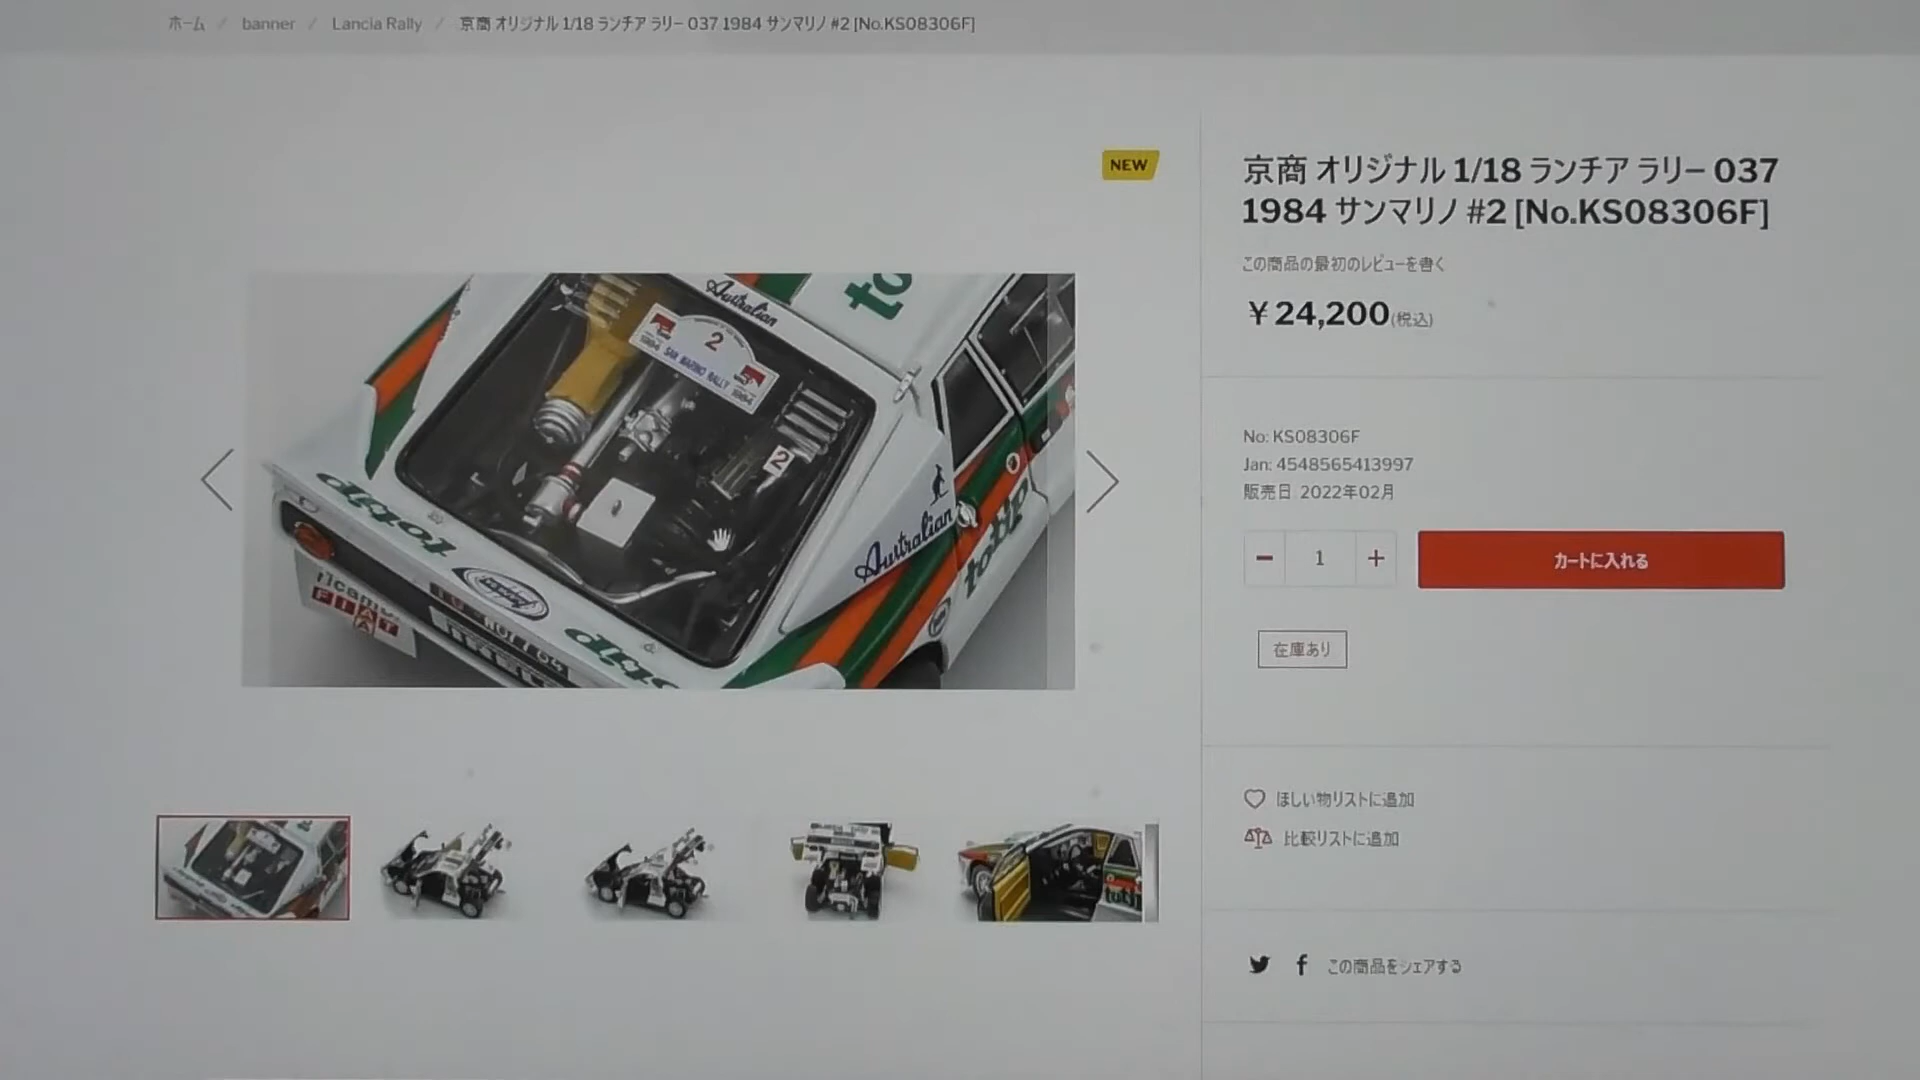 ホーム / banner / Lancia Rally / 京商 オリジナル 1/18 ランチア ラリー 037 1984 サンマリノ #2 [No.KS08306F]
NEW
京商 オリジナル 1/18 ランチア ラリー 037
1984 サンマリノ #2 [No.KS08306F]
この商品の最初のレビューを書く
¥24,200(税込)
No: KS08306F
Jan: 4548565413997
販売日 2022年02月
1
カートに入れる
在庫あり
ほしい物リストに追加
比較リストに追加
この商品をシェアする
Australian
to
2
1984 SAN MARINO RALLY 1984
2
Australian
totip
totip
FIAT
totip